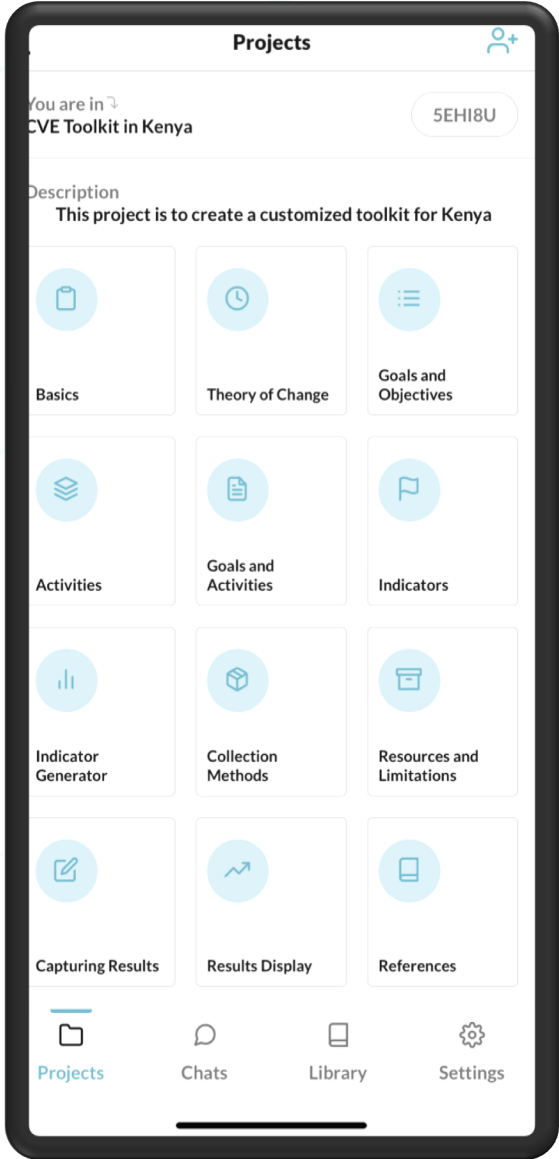 Projects
You are in
CVE Toolkit in Kenya
5EHI8U
Description
This project is to create a customized toolkit for Kenya
Basics
Theory of Change
Goals and
Objectives
Activities
Goals and
Activities
Indicators
Indicator
Generator
Collection
Methods
Resources and
Limitations
Capturing Results
Results Display
References
Projects
Chats
Library
Settings